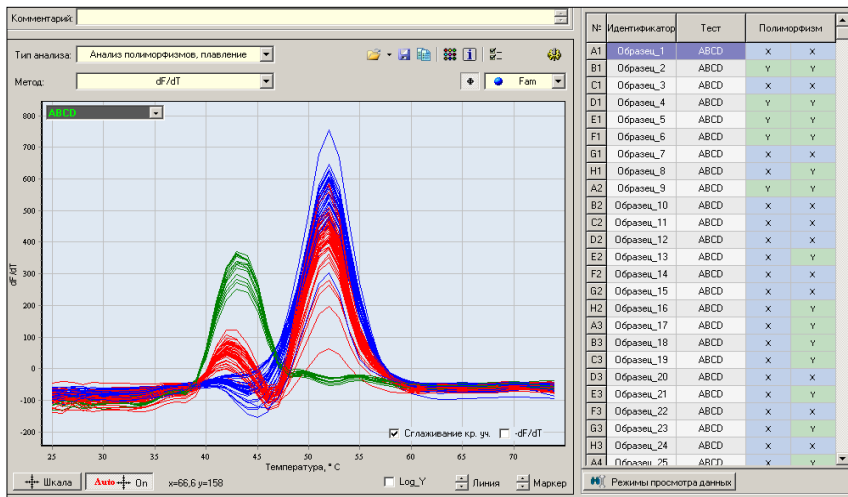 Комментарий:
Тип анализа: Анализ полиморфизмов, плавление
Метод: dF/dT Fam
ABCD
800
700
600
500
400
300
200
100
0
-100
-200
dF/dT
25 30 35 40 45 50 55 60 65 70
Температура, ° C
Сглаживание кр. уч. -dF/dT
Шкала Auto On x=66,6 y=158 Log_Y Линия Маркер
№ Идентификатор Тест Полиморфизм
A1 Образец_1 ABCD X X
B1 Образец_2 ABCD Y Y
C1 Образец_3 ABCD X X
D1 Образец_4 ABCD Y Y
E1 Образец_5 ABCD Y Y
F1 Образец_6 ABCD Y Y
G1 Образец_7 ABCD X X
H1 Образец_8 ABCD X Y
A2 Образец_9 ABCD Y Y
B2 Образец_10 ABCD X X
C2 Образец_11 ABCD X X
D2 Образец_12 ABCD X X
E2 Образец_13 ABCD X Y
F2 Образец_14 ABCD X X
G2 Образец_15 ABCD X X
H2 Образец_16 ABCD X Y
A3 Образец_17 ABCD X Y
B3 Образец_18 ABCD X Y
C3 Образец_19 ABCD X Y
D3 Образец_20 ABCD X X
E3 Образец_21 ABCD X Y
F3 Образец_22 ABCD X X
G3 Образец_23 ABCD X Y
H3 Образец_24 ABCD X X
A4 Образец_25 ABCD X Y
Режимы просмотра данных